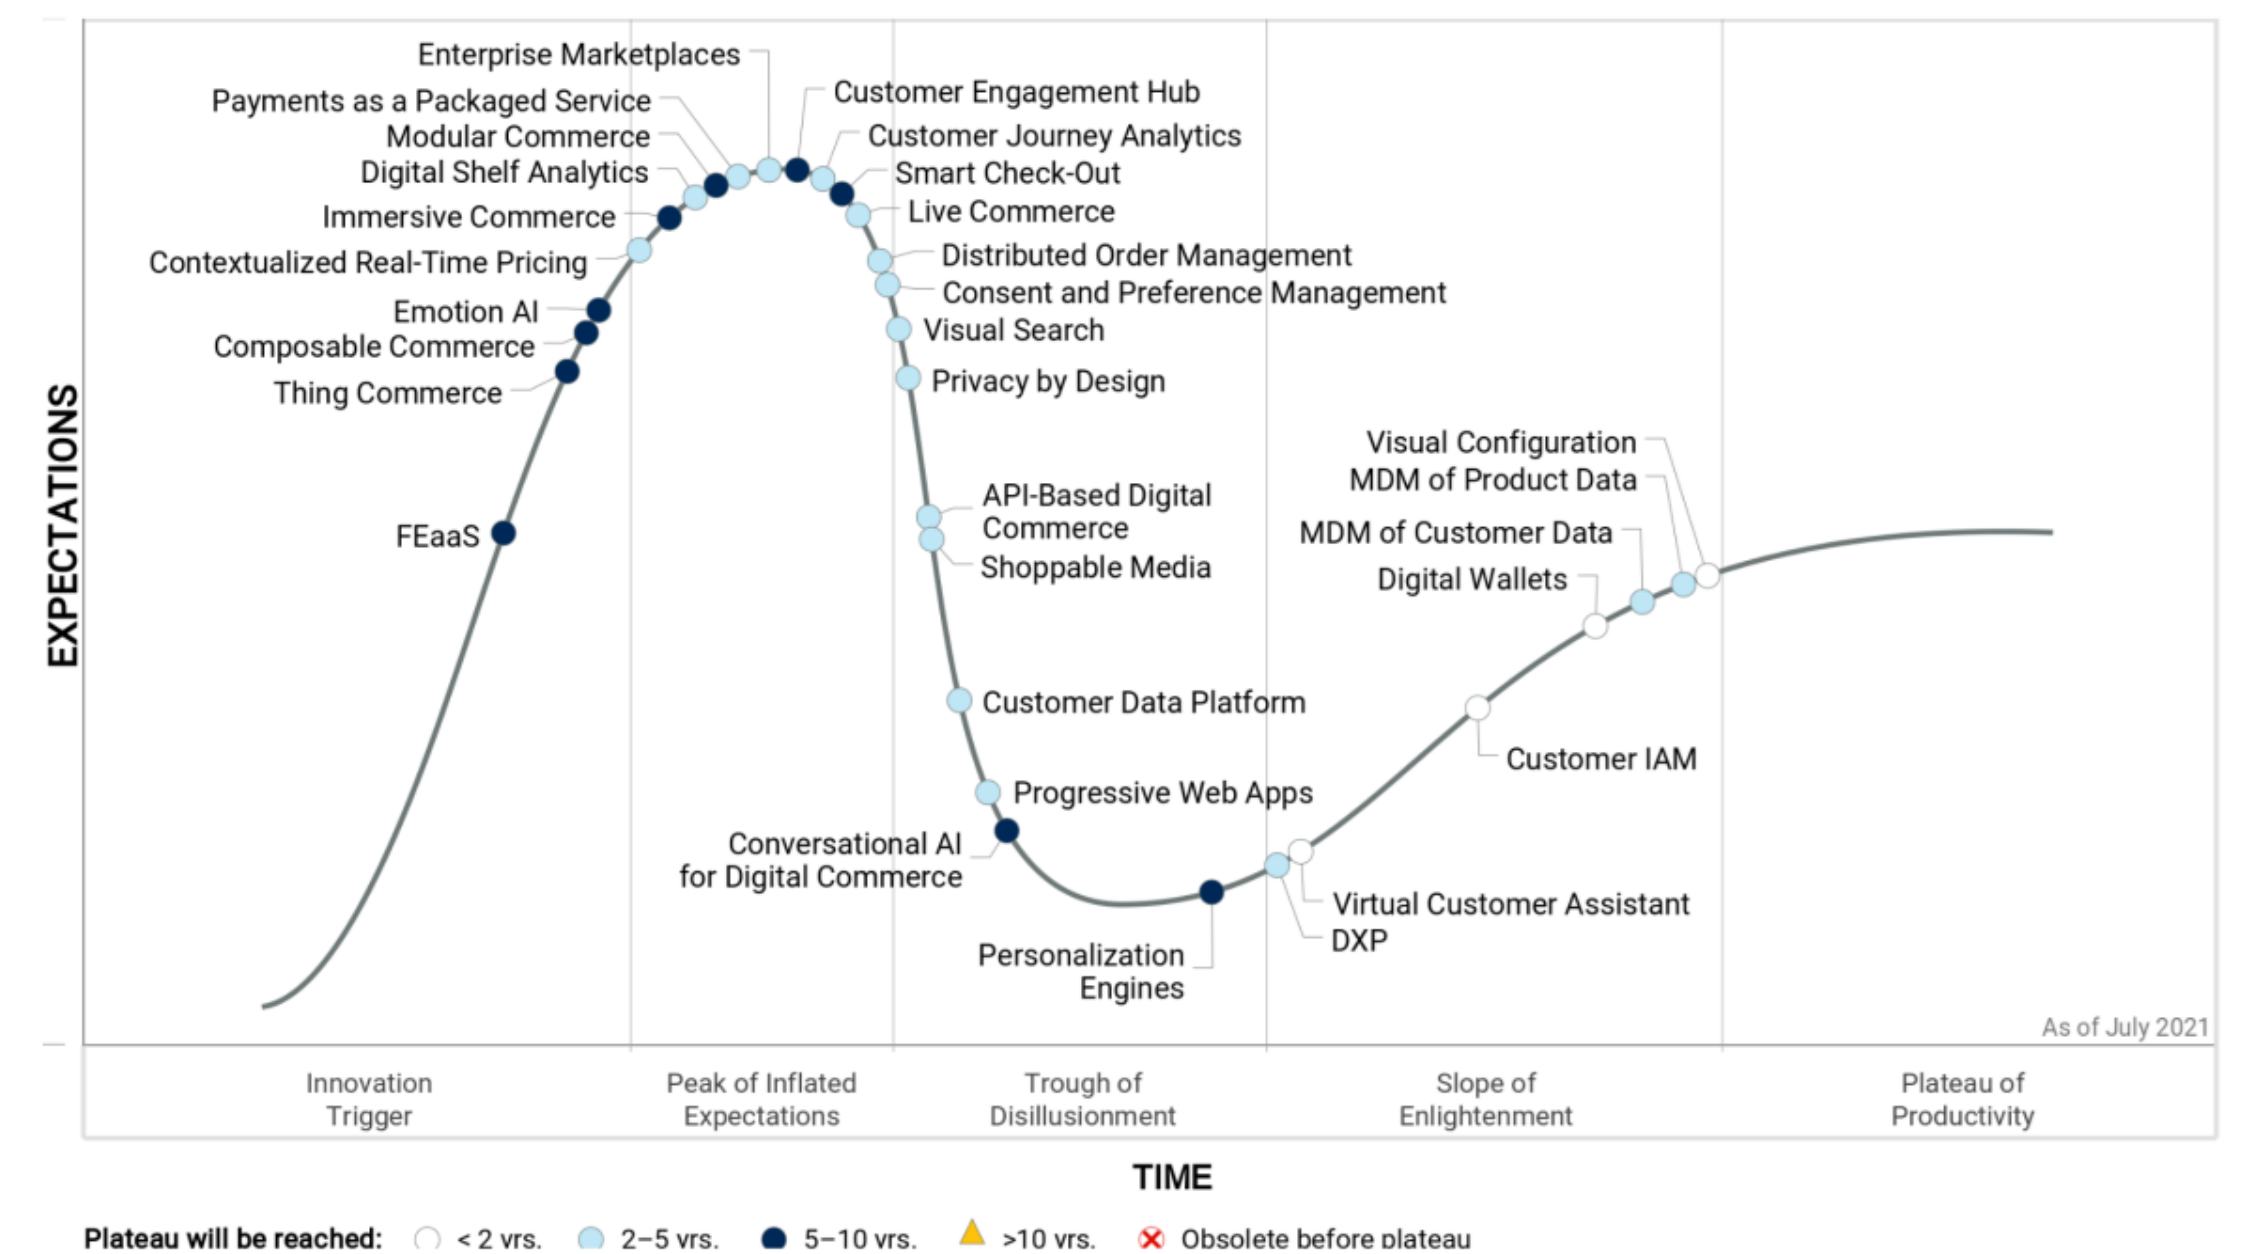 Enterprise Marketplaces
Payments as a Packaged Service
Modular Commerce
Digital Shelf Analytics
Immersive Commerce
Contextualized Real-Time Pricing
Emotion AI
Composable Commerce
Thing Commerce
FEaaS
Customer Engagement Hub
Customer Journey Analytics
Smart Check-Out
Live Commerce
Distributed Order Management
Consent and Preference Management
Visual Search
Privacy by Design
API-Based Digital
Commerce
Shoppable Media
Customer Data Platform
Progressive Web Apps
Conversational AI
for Digital Commerce
Personalization
Engines
Visual Configuration
MDM of Product Data
MDM of Customer Data
Digital Wallets
Customer IAM
Virtual Customer Assistant
DXP
EXPECTATIONS
As of July 2021
Innovation
Trigger
Peak of Inflated
Expectations
Trough of
Disillusionment
Slope of
Enlightenment
Plateau of
Productivity
TIME
Plateau will be reached: < 2 yrs. 2–5 yrs. 5–10 yrs. >10 yrs. Obsolete before plateau